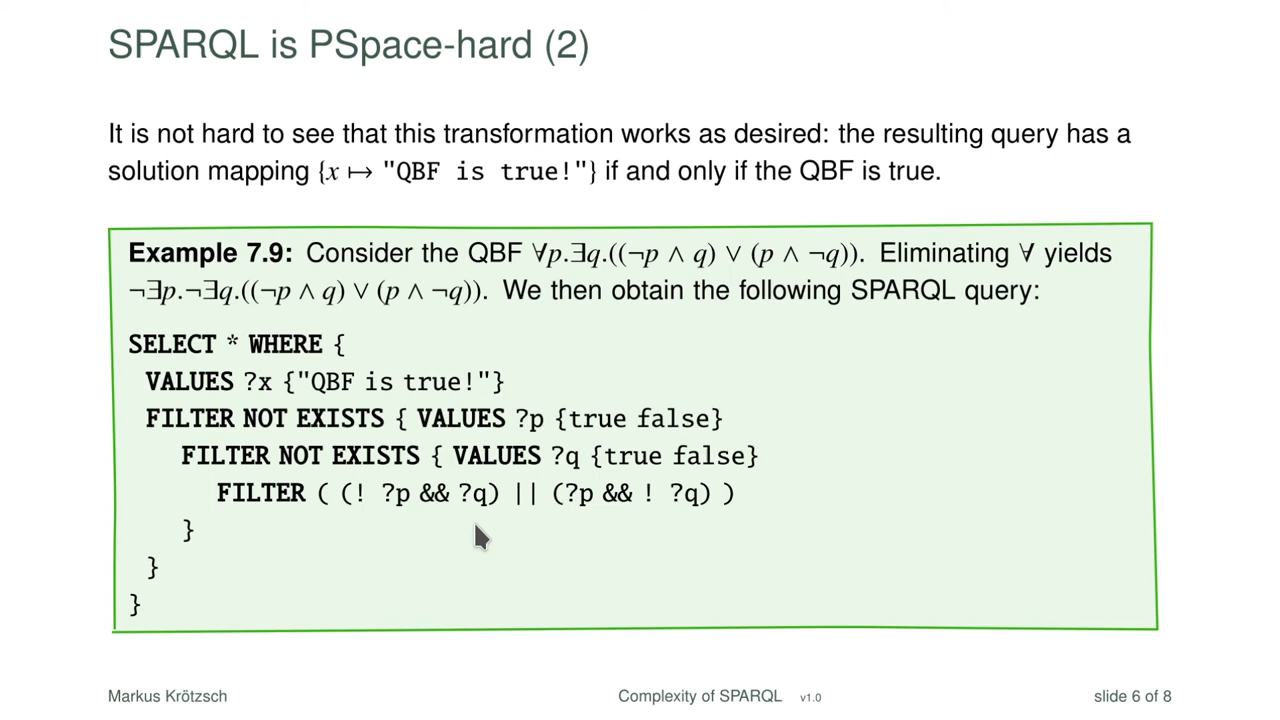 SPARQL is PSpace-hard (2)
It is not hard to see that this transformation works as desired: the resulting query has a
solution mapping {x ↦ "QBF is true!"} if and only if the QBF is true.
Example 7.9: Consider the QBF ∀p.∃q.((¬p ∧ q) ∨ (p ∧ ¬q)). Eliminating ∀ yields
¬∃p.¬∃q.((¬p ∧ q) ∨ (p ∧ ¬q)). We then obtain the following SPARQL query:
SELECT * WHERE {
VALUES ?x {"QBF is true!"}
FILTER NOT EXISTS { VALUES ?p {true false}
FILTER NOT EXISTS { VALUES ?q {true false}
FILTER ( (! ?p && ?q) || (?p && ! ?q) )
}
}
}
Markus Krötzsch
Complexity of SPARQL v1.0
slide 6 of 8